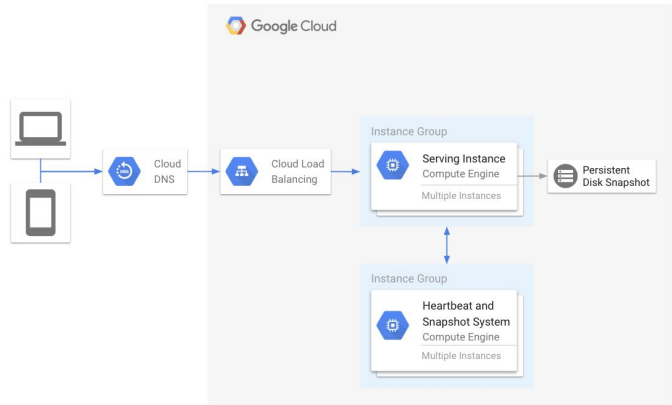 Google Cloud
Instance Group
Cloud
DNS
Cloud Load
Balancing
Serving Instance
Compute Engine
Multiple Instances
Persistent
Disk Snapshot
Instance Group
Heartbeat and
Snapshot System
Compute Engine
Multiple Instances